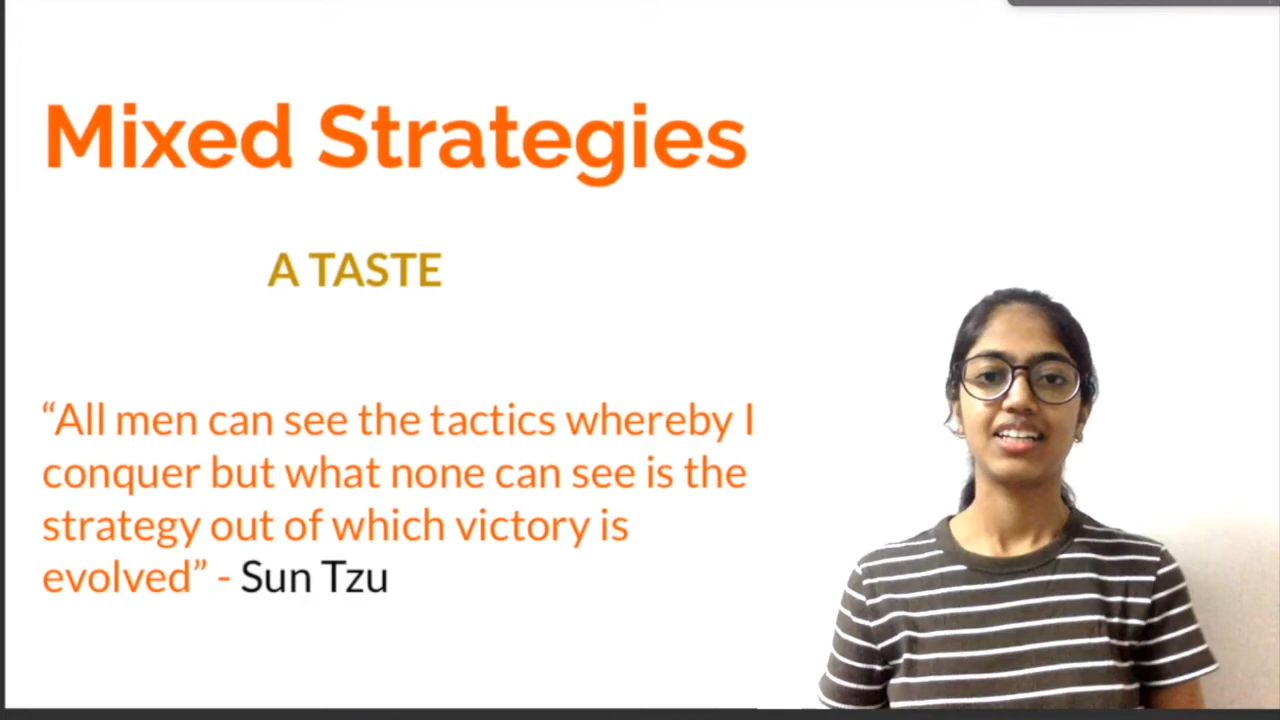 Mixed Strategies
A TASTE
“All men can see the tactics whereby I
conquer but what none can see is the
strategy out of which victory is
evolved” - Sun Tzu